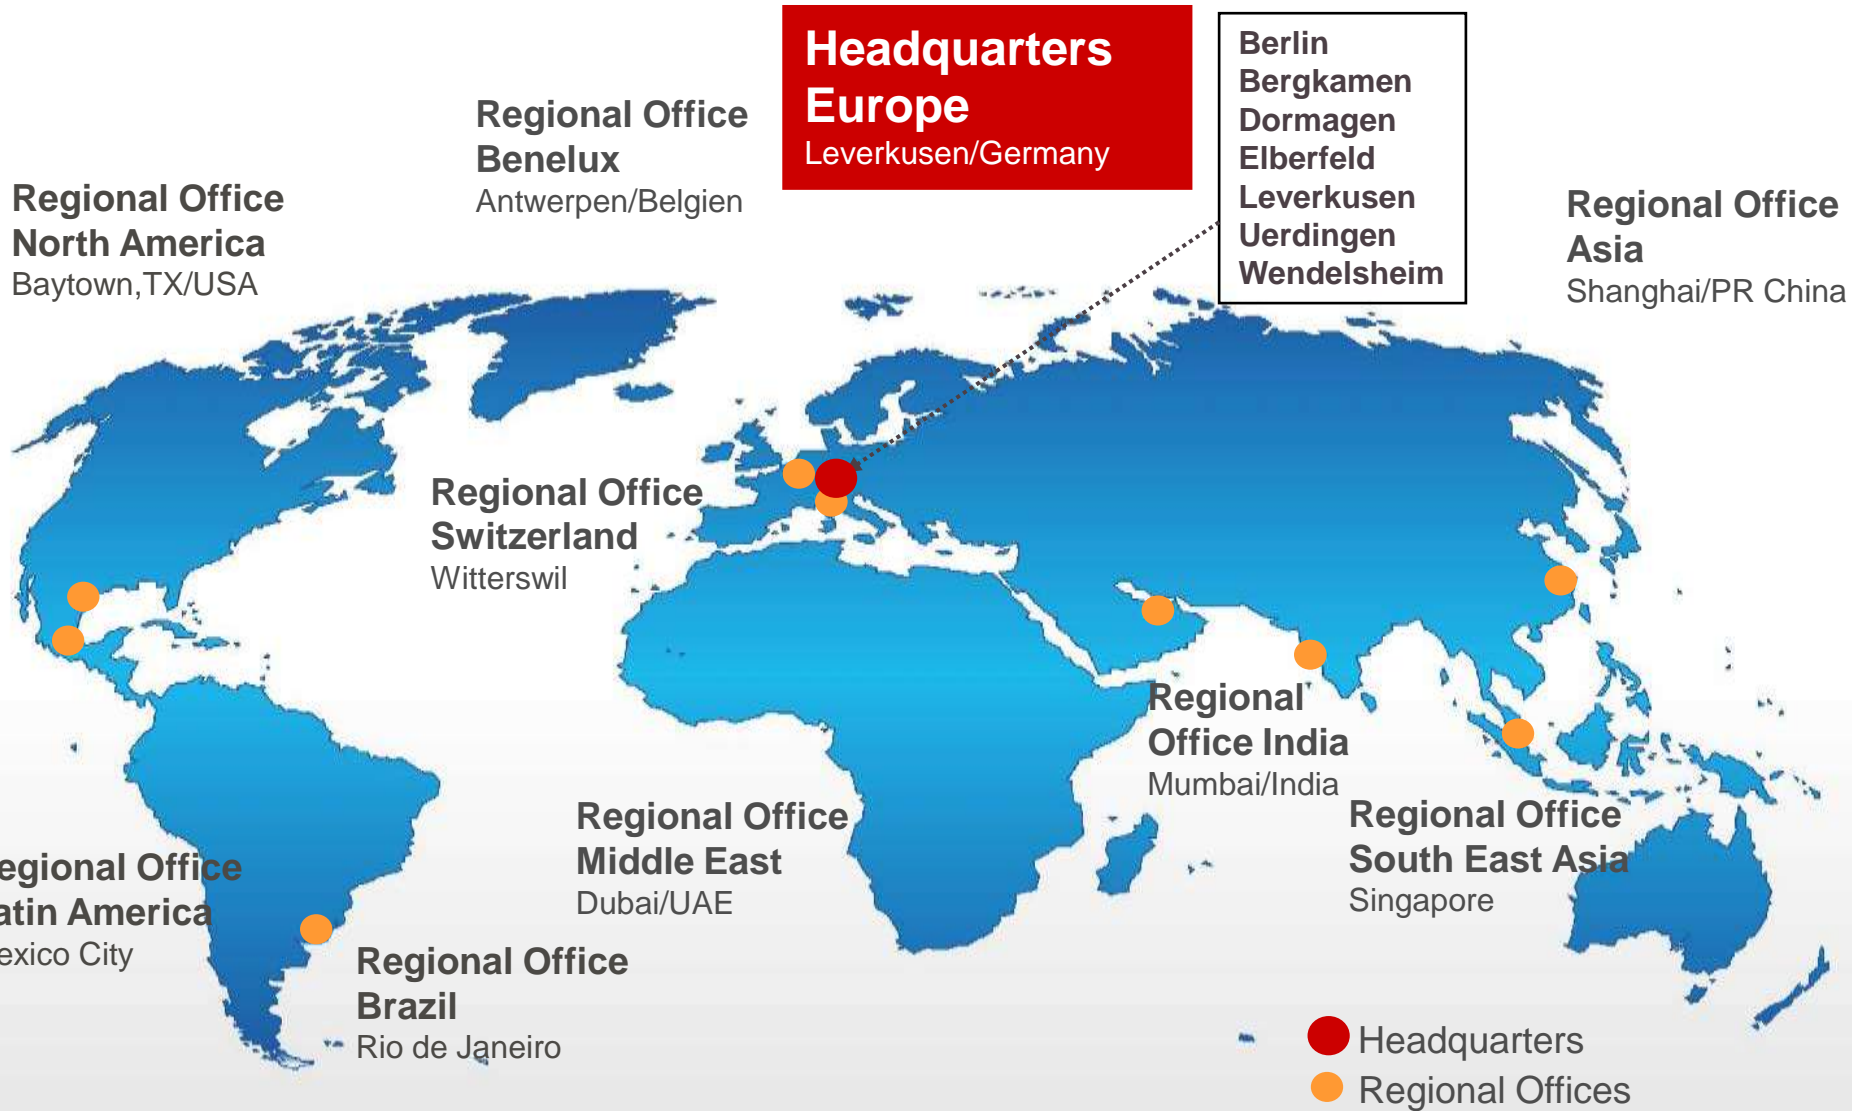 Headquarters
Europe
Leverkusen/Germany
Berlin
Bergkamen
Dormagen
Elberfeld
Leverkusen
Uerdingen
Wendelsheim
Regional Office
Benelux
Antwerpen/Belgien
Regional Office
North America
Baytown,TX/USA
Regional Office
Asia
Shanghai/PR China
Regional Office
Switzerland
Witterswil
Regional
Office India
Mumbai/India
Regional Office
Middle East
Dubai/UAE
Regional Office
South East Asia
Singapore
egional Office
atin America
exico City
Regional Office
Brazil
Rio de Janeiro
Headquarters
Regional Offices